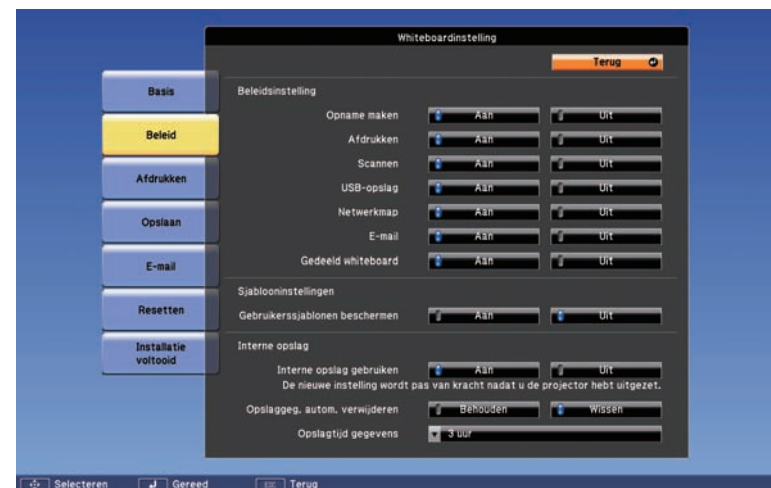 Whiteboardinstelling
Terug
Basis
Beleid
Afdrukken
Opslaan
E-mail
Resetten
Installatie
voltooid
Beleidsinstelling
Opname maken Aan Uit
Afdrukken Aan Uit
Scannen Aan Uit
USB-opslag Aan Uit
Netwerkmap Aan Uit
E-mail Aan Uit
Gedeeld whiteboard Aan Uit
Sjablooninstellingen
Gebruikerssjablonen beschermen Aan Uit
Interne opslag
Interne opslag gebruiken Aan Uit
De nieuwe instelling wordt pas van kracht nadat u de projector hebt uitgezet.
Opslaggeg. autom. verwijderen Behouden Wissen
Opslagtijd gegevens 3 uur
Selecteren Gereed Esc Terug